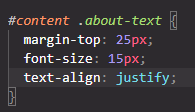 #content .about-text {
  margin-top: 25px;
  font-size: 15px;
  text-align: justify;
}